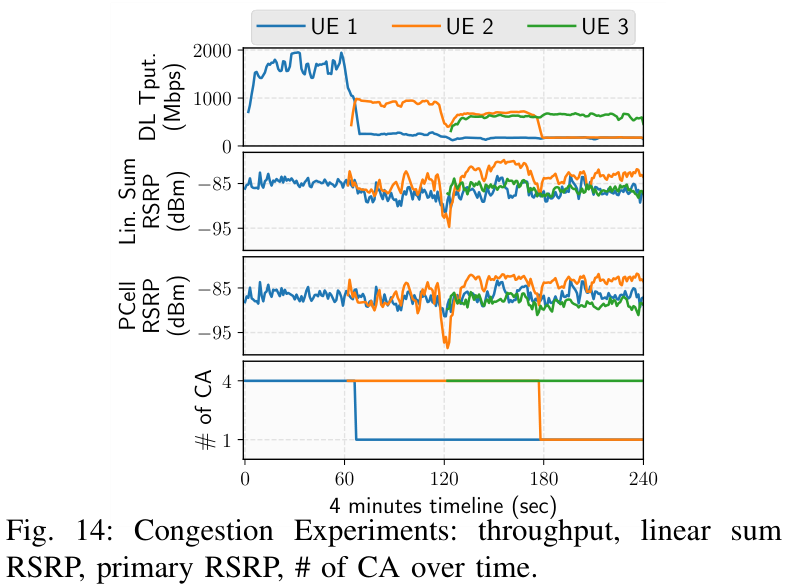 UE 1 UE 2 UE 3
DL Tput.
(Mbps)
2000
1000
0
Lin. Sum
RSRP
(dBm)
−85
−95
PCell
RSRP
(dBm)
−85
−95
# of CA
4
1
0 60 120 180 240
4 minutes timeline (sec)
Fig. 14: Congestion Experiments: throughput, linear sum
RSRP, primary RSRP, # of CA over time.